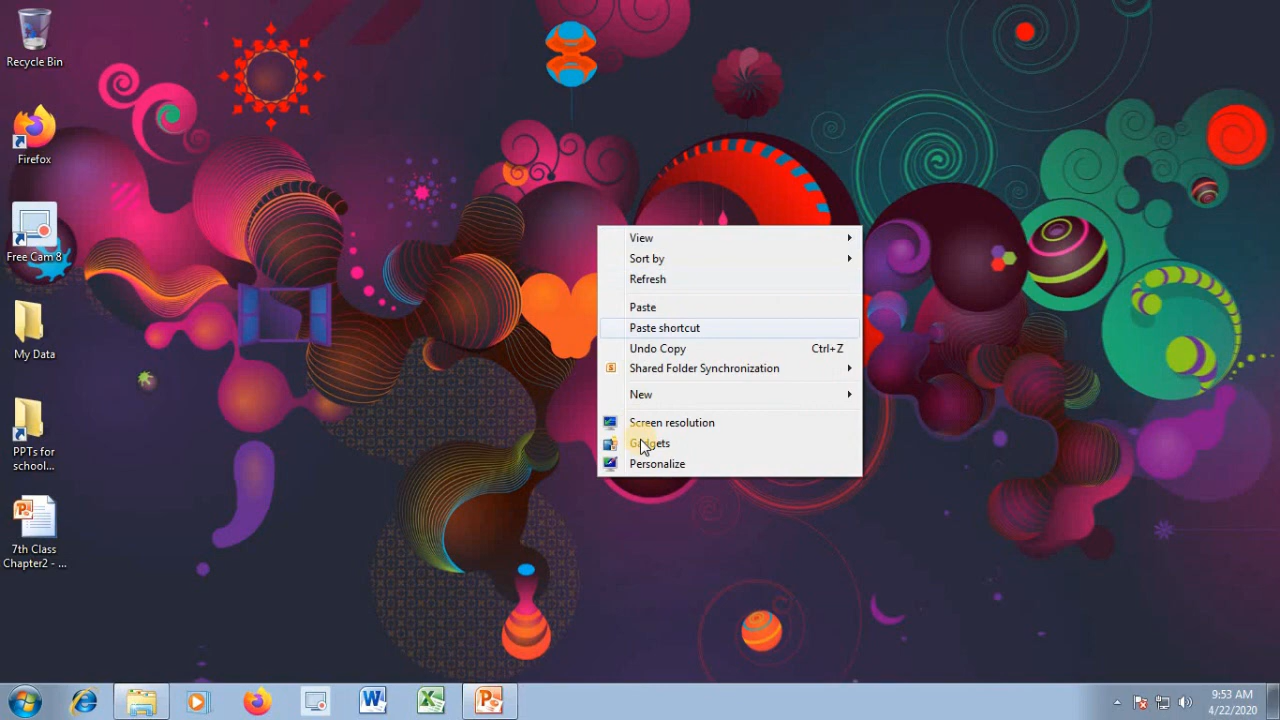 Recycle Bin
Firefox
Free Cam 8
My Data
PPTs for
school...
7th Class
Chapter2 - ...
View
Sort by
Refresh
Paste
Paste shortcut
Undo Copy Ctrl+Z
Shared Folder Synchronization
New
Screen resolution
Gadgets
Personalize
9:53 AM
4/22/2020